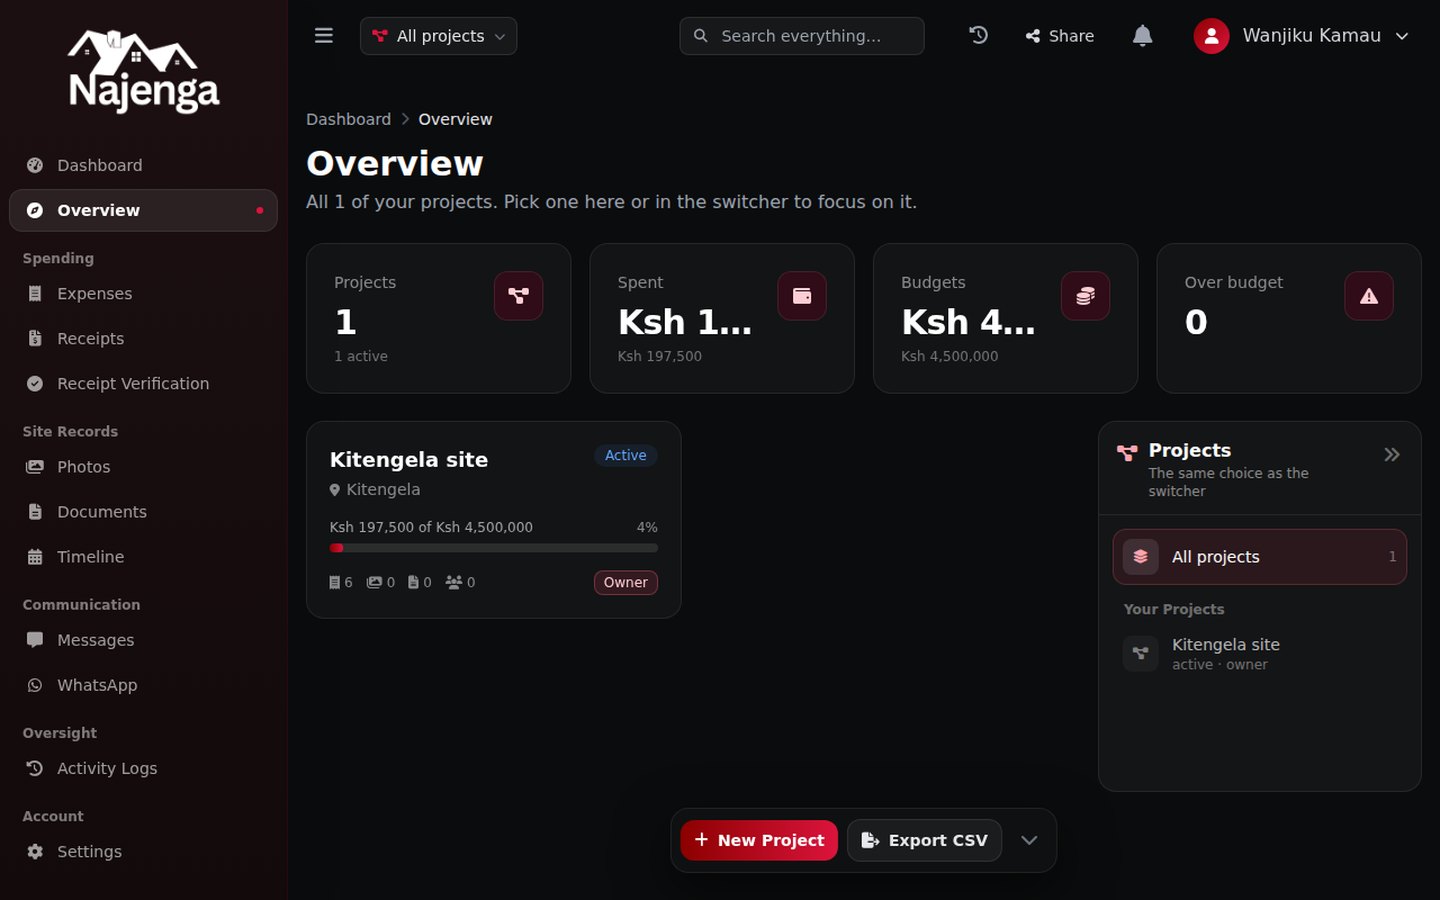 Najenga
Dashboard
Overview
Spending
Expenses
Receipts
Receipt Verification
Site Records
Photos
Documents
Timeline
Communication
Messages
WhatsApp
Oversight
Activity Logs
Account
Settings
All projects
Search everything...
Share
Wanjiku Kamau
Dashboard > Overview
Overview
All 1 of your projects. Pick one here or in the switcher to focus on it.
Projects
1
1 active
Spent
Ksh 1...
Ksh 197,500
Budgets
Ksh 4...
Ksh 4,500,000
Over budget
0
Kitengela site
Active
Kitengela
Ksh 197,500 of Ksh 4,500,000 4%
6 0 0 0
Owner
Projects
The same choice as the
switcher
All projects 1
Your Projects
Kitengela site
active · owner
+ New Project
Export CSV